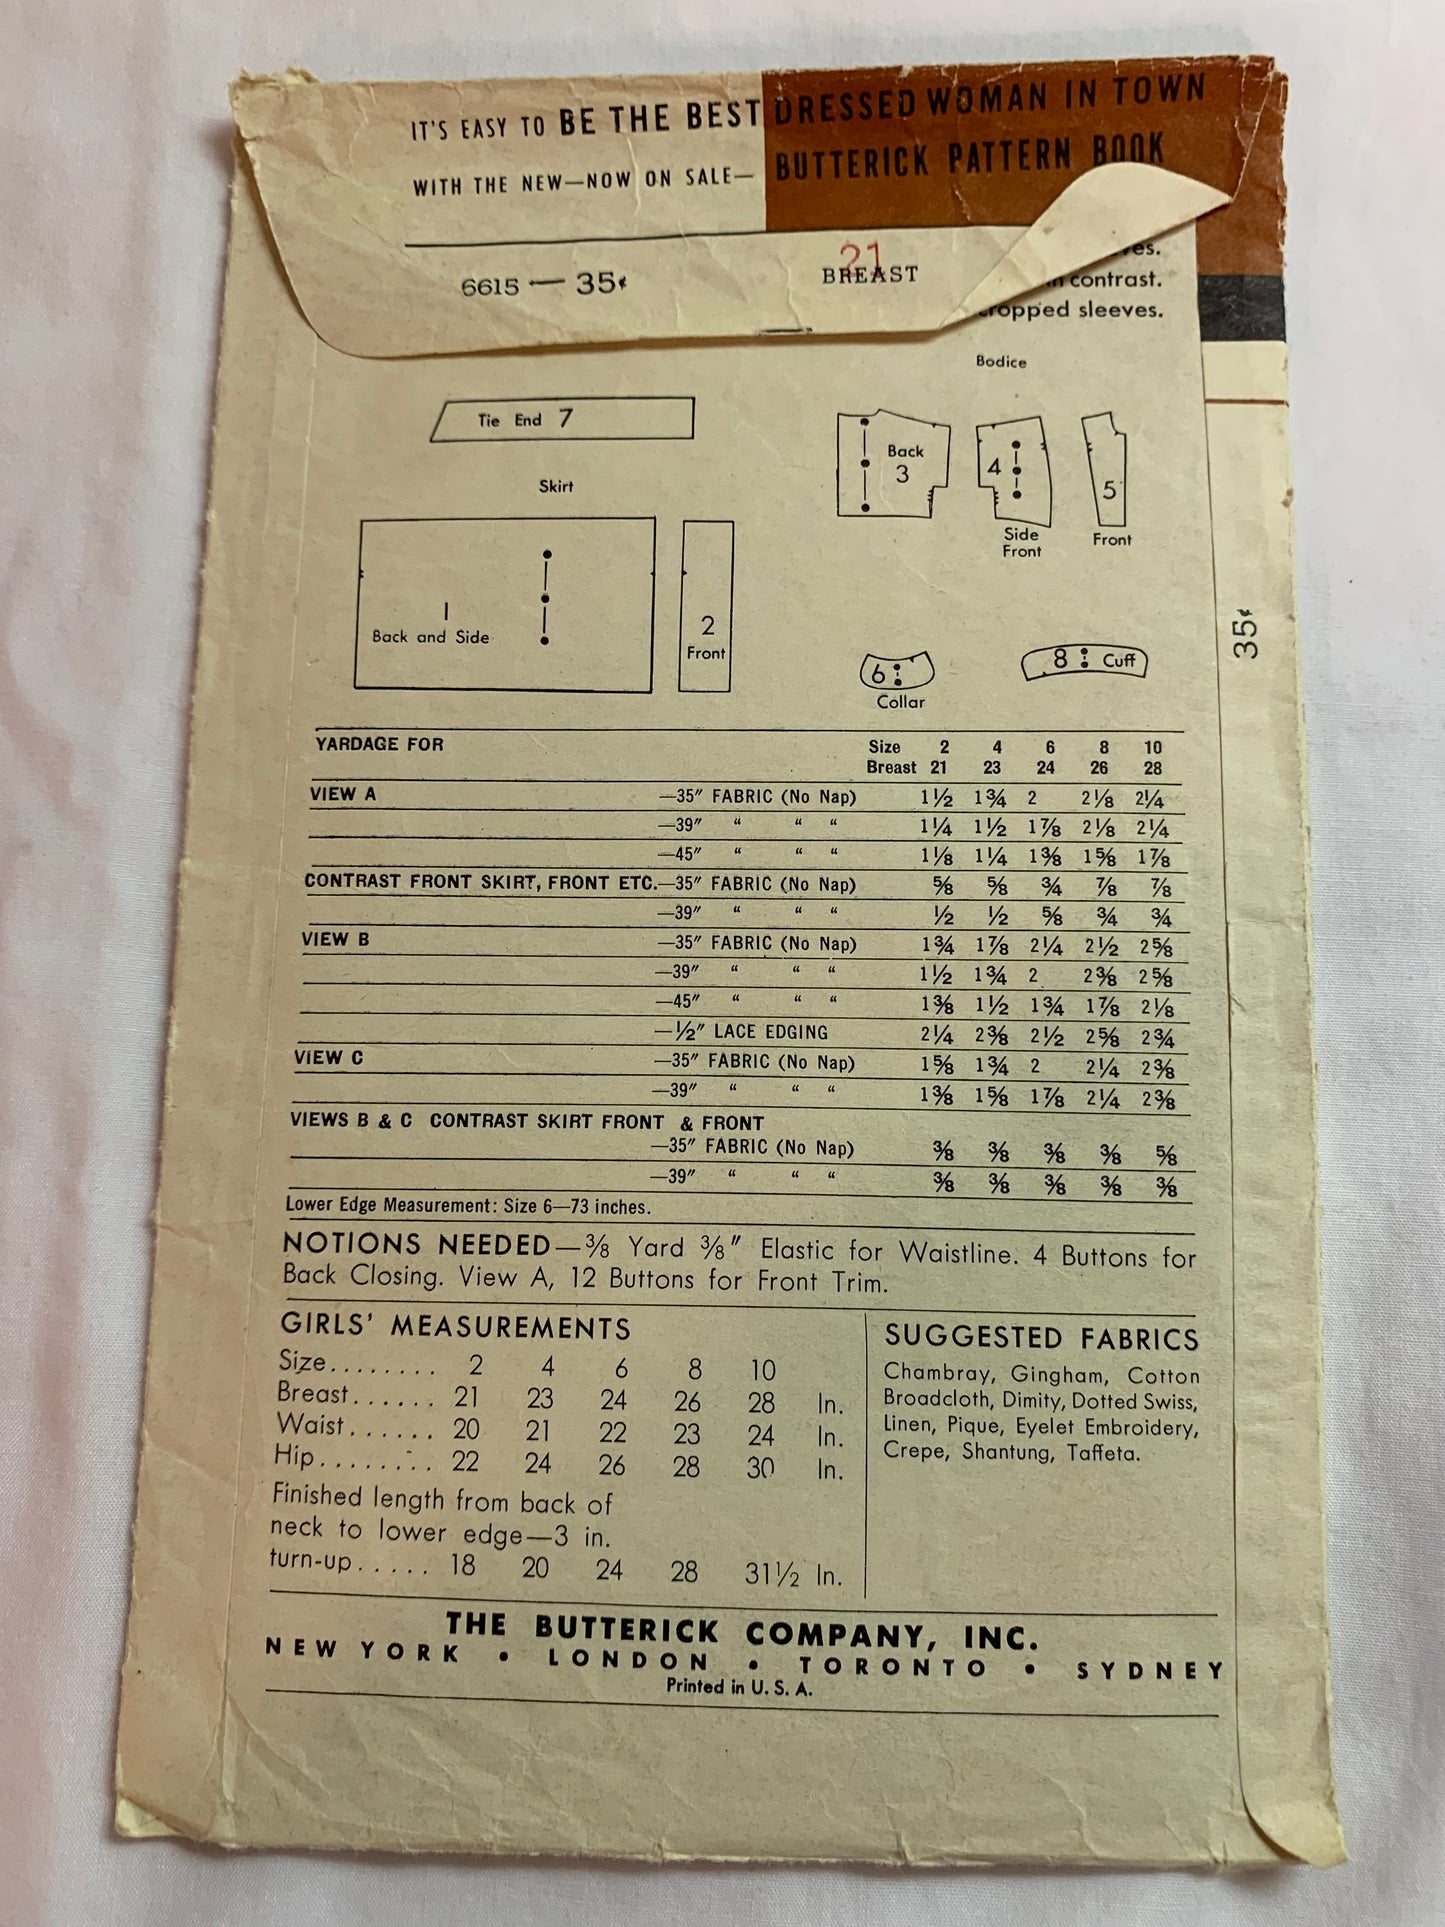 IT'S EASY TO BE THE BEST DRESSED WOMAN IN TOWN
WITH THE NEW—NOW ON SALE— BUTTERICK PATTERN BOOK
21
6615 — 35¢ BREAST
contrast.
sleeves.
Bodice
Tie End 7
Back
3
4
5
Side
Front
Front
Skirt
1
Back and Side
2
Front
35¢
6
Collar
8 Cuff
YARDAGE FOR Size 2 4 6 8 10
Breast 21 23 24 26 28
VIEW A —35" FABRIC (No Nap) 1½ 1¾ 2 2⅛ 2¼
—39" " " " 1¼ 1½ 1⅞ 2⅛ 2¼
—45" " " " 1⅛ 1¼ 1⅜ 1⅝ 1⅞
CONTRAST FRONT SKIRT, FRONT ETC.—35" FABRIC (No Nap) ⅝ ⅝ ¾ ⅞ ⅞
—39" " " " ½ ½ ⅝ ¾ ¾
VIEW B —35" FABRIC (No Nap) 1¾ 1⅞ 2¼ 2½ 2⅝
—39" " " " 1½ 1¾ 2 2⅜ 2⅝
—45" " " " 1⅜ 1½ 1¾ 1⅞ 2⅛
—½" LACE EDGING 2¼ 2⅜ 2½ 2⅝ 2¾
VIEW C —35" FABRIC (No Nap) 1⅝ 1¾ 2 2¼ 2⅜
—39" " " " 1⅜ 1⅝ 1⅞ 2¼ 2⅜
VIEWS B & C CONTRAST SKIRT FRONT & FRONT
—35" FABRIC (No Nap) ⅜ ⅜ ⅜ ⅜ ⅝
—39" " " " ⅜ ⅜ ⅜ ⅜ ⅜
Lower Edge Measurement: Size 6—73 inches.
NOTIONS NEEDED—⅜ Yard ⅜" Elastic for Waistline. 4 Buttons for
Back Closing. View A, 12 Buttons for Front Trim.
GIRLS' MEASUREMENTS
Size........ 2 4 6 8 10
Breast...... 21 23 24 26 28 In.
Waist...... 20 21 22 23 24 In.
Hip........ 22 24 26 28 30 In.
Finished length from back of
neck to lower edge—3 in.
turn-up..... 18 20 24 28 31½ In.
SUGGESTED FABRICS
Chambray, Gingham, Cotton
Broadcloth, Dimity, Dotted Swiss,
Linen, Pique, Eyelet Embroidery,
Crepe, Shantung, Taffeta.
THE BUTTERICK COMPANY, INC.
NEW YORK • LONDON • TORONTO • SYDNEY
Printed in U. S. A.